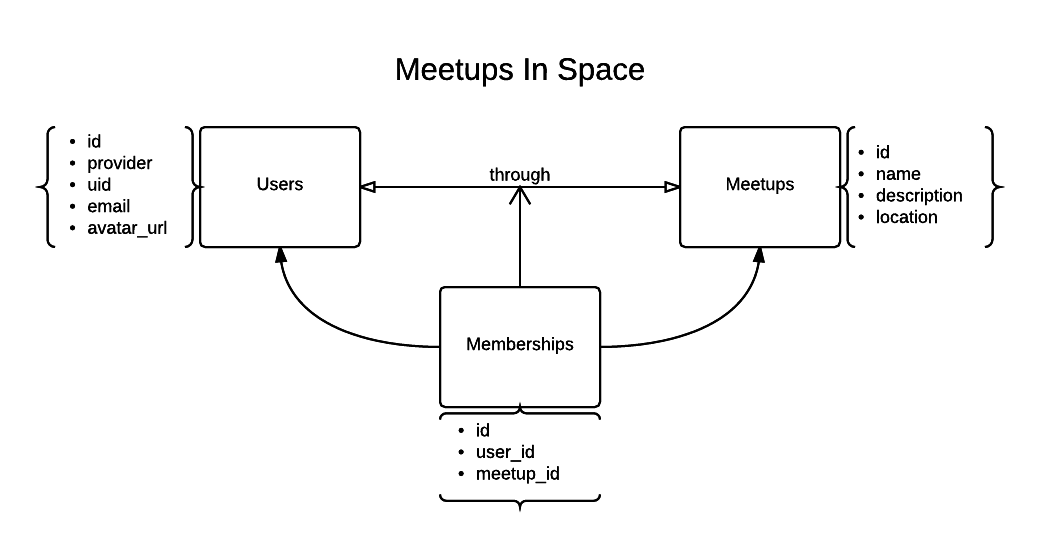 Meetups In Space
• id
• provider
• uid
• email
• avatar_url
Users
through
Meetups
• id
• name
• description
• location
Memberships
• id
• user_id
• meetup_id